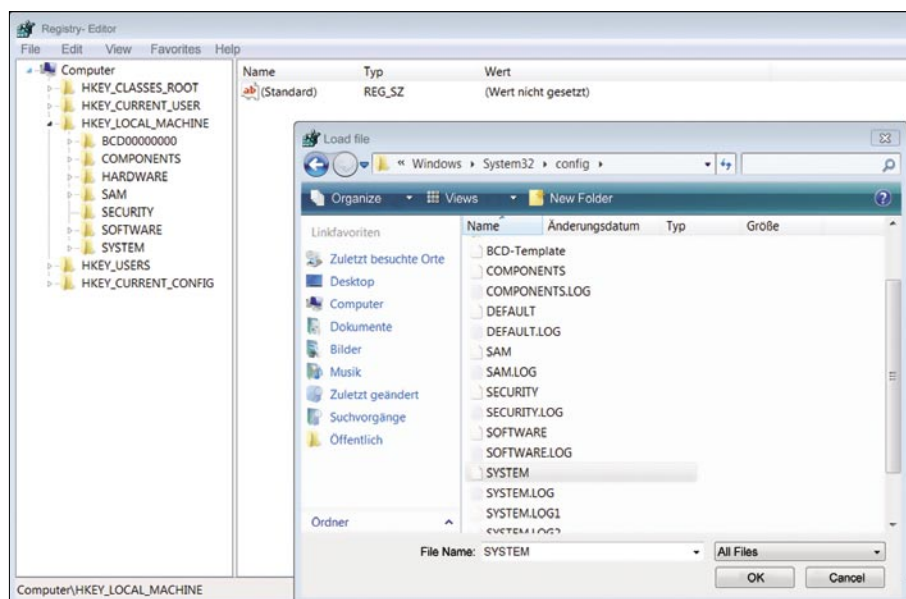 Registry- Editor
File Edit View Favorites Help
Computer
HKEY_CLASSES_ROOT
HKEY_CURRENT_USER
HKEY_LOCAL_MACHINE
BCD00000000
COMPONENTS
HARDWARE
SAM
SECURITY
SOFTWARE
SYSTEM
HKEY_USERS
HKEY_CURRENT_CONFIG
Name Typ Wert
ab (Standard) REG_SZ (Wert nicht gesetzt)
Load file
« Windows System32 config
Organize Views New Folder ?
Linkfavoriten
Zuletzt besuchte Orte
Desktop
Computer
Dokumente
Bilder
Musik
Zuletzt geändert
Suchvorgänge
Öffentlich
Ordner
Name Änderungsdatum Typ Größe
BCD-Template
COMPONENTS
COMPONENTS.LOG
DEFAULT
DEFAULT.LOG
SAM
SAM.LOG
SECURITY
SECURITY.LOG
SOFTWARE
SOFTWARE.LOG
SYSTEM
SYSTEM.LOG
SYSTEM.LOG1
SYSTEM.LOG2
File Name: SYSTEM All Files
OK Cancel
Computer\HKEY_LOCAL_MACHINE